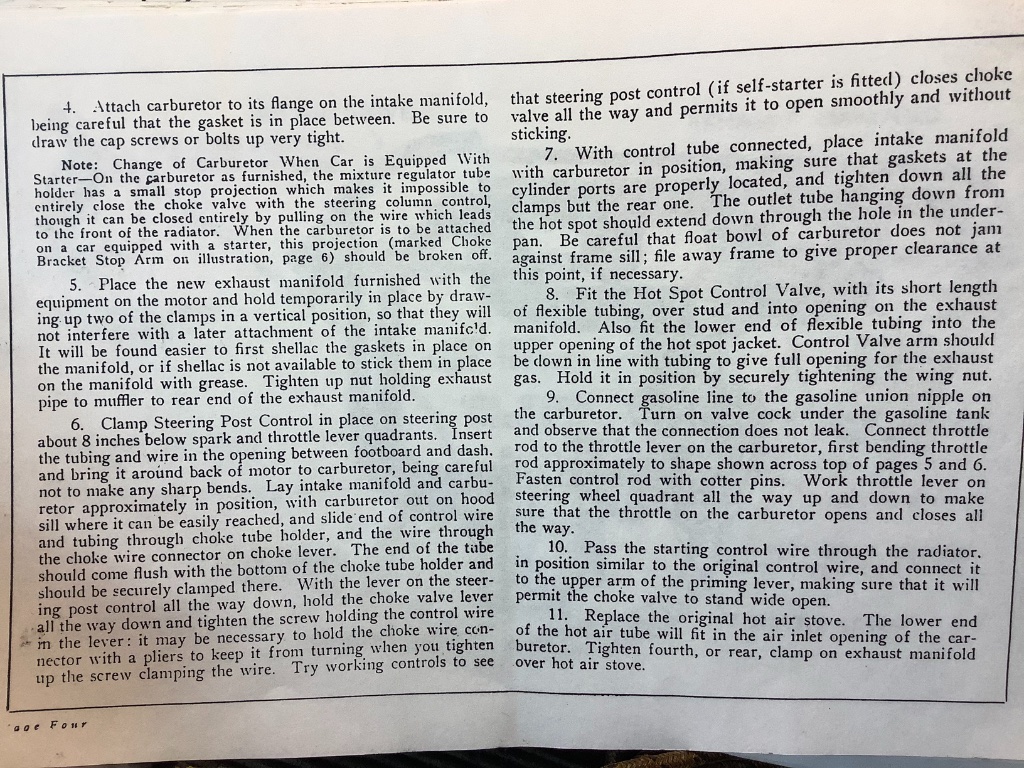 4. Attach carburetor to its flange on the intake manifold,
being careful that the gasket is in place between. Be sure to
draw the cap screws or bolts up very tight.
Note: Change of Carburetor When Car is Equipped With
Starter—On the carburetor as furnished, the mixture regulator tube
holder has a small stop projection which makes it impossible to
entirely close the choke valve with the steering column control,
though it can be closed entirely by pulling on the wire which leads
to the front of the radiator. When the carburetor is to be attached
on a car equipped with a starter, this projection (marked Choke
Bracket Stop Arm on illustration, page 6) should be broken off.
5. Place the new exhaust manifold furnished with the
equipment on the motor and hold temporarily in place by draw-
ing up two of the clamps in a vertical position, so that they will
not interfere with a later attachment of the intake manifold.
It will be found easier to first shellac the gaskets in place on
the manifold, or if shellac is not available to stick them in place
on the manifold with grease. Tighten up nut holding exhaust
pipe to muffler to rear end of the exhaust manifold.
6. Clamp Steering Post Control in place on steering post
about 8 inches below spark and throttle lever quadrants. Insert
the tubing and wire in the opening between footboard and dash,
and bring it around back of motor to carburetor, being careful
not to make any sharp bends. Lay intake manifold and carbu-
retor approximately in position, with carburetor out on hood
sill where it can be easily reached, and slide end of control wire
and tubing through choke tube holder, and the wire through
the choke wire connector on choke lever. The end of the tube
should come flush with the bottom of the choke tube holder and
should be securely clamped there. With the lever on the steer-
ing post control all the way down, hold the choke valve lever
all the way down and tighten the screw holding the control wire
in the lever: it may be necessary to hold the choke wire con-
nector with a pliers to keep it from turning when you tighten
up the screw clamping the wire. Try working controls to see
that steering post control (if self-starter is fitted) closes choke
valve all the way and permits it to open smoothly and without
sticking.
7. With control tube connected, place intake manifold
with carburetor in position, making sure that gaskets at the
cylinder ports are properly located, and tighten down all the
clamps but the rear one. The outlet tube hanging down from
the hot spot should extend down through the hole in the under-
pan. Be careful that float bowl of carburetor does not jam
against frame sill; file away frame to give proper clearance at
this point, if necessary.
8. Fit the Hot Spot Control Valve, with its short length
of flexible tubing, over stud and into opening on the exhaust
manifold. Also fit the lower end of flexible tubing into the
upper opening of the hot spot jacket. Control Valve arm should
be down in line with tubing to give full opening for the exhaust
gas. Hold it in position by securely tightening the wing nut.
9. Connect gasoline line to the gasoline union nipple on
the carburetor. Turn on valve cock under the gasoline tank
and observe that the connection does not leak. Connect throttle
rod to the throttle lever on the carburetor, first bending throttle
rod approximately to shape shown across top of pages 5 and 6.
Fasten control rod with cotter pins. Work throttle lever on
steering wheel quadrant all the way up and down to make
sure that the throttle on the carburetor opens and closes all
the way.
10. Pass the starting control wire through the radiator,
in position similar to the original control wire, and connect it
to the upper arm of the priming lever, making sure that it will
permit the choke valve to stand wide open.
11. Replace the original hot air stove. The lower end
of the hot air tube will fit in the air inlet opening of the car-
buretor. Tighten fourth, or rear, clamp on exhaust manifold
over hot air stove.
age Four